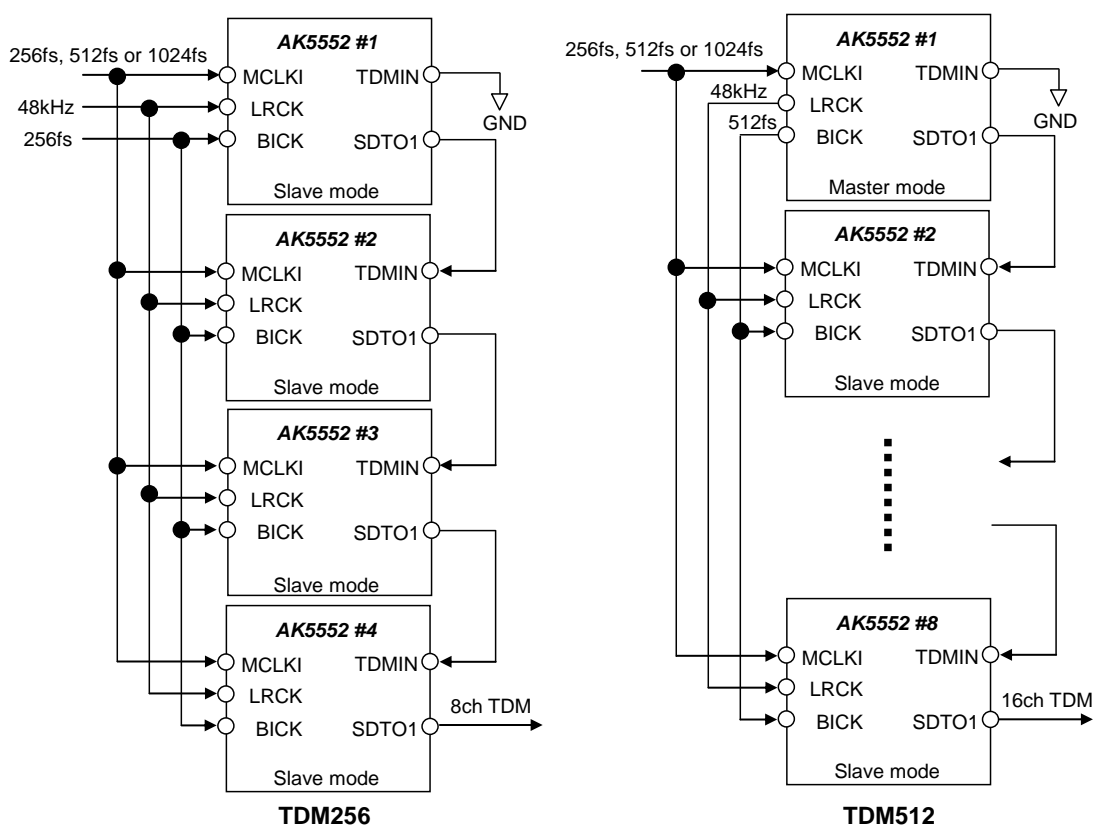 256fs, 512fs or 1024fs
48kHz
256fs
AK5552 #1
MCLKI
TDMIN
LRCK
BICK
SDTO1
GND
Slave mode
AK5552 #2
MCLKI
TDMIN
LRCK
BICK
SDTO1
Slave mode
AK5552 #3
MCLKI
TDMIN
LRCK
BICK
SDTO1
Slave mode
AK5552 #4
MCLKI
TDMIN
LRCK
BICK
SDTO1
8ch TDM
Slave mode
TDM256
256fs, 512fs or 1024fs
48kHz
512fs
AK5552 #1
MCLKI
TDMIN
LRCK
BICK
SDTO1
GND
Master mode
AK5552 #2
MCLKI
TDMIN
LRCK
BICK
SDTO1
Slave mode
AK5552 #8
MCLKI
TDMIN
LRCK
BICK
SDTO1
16ch TDM
Slave mode
TDM512